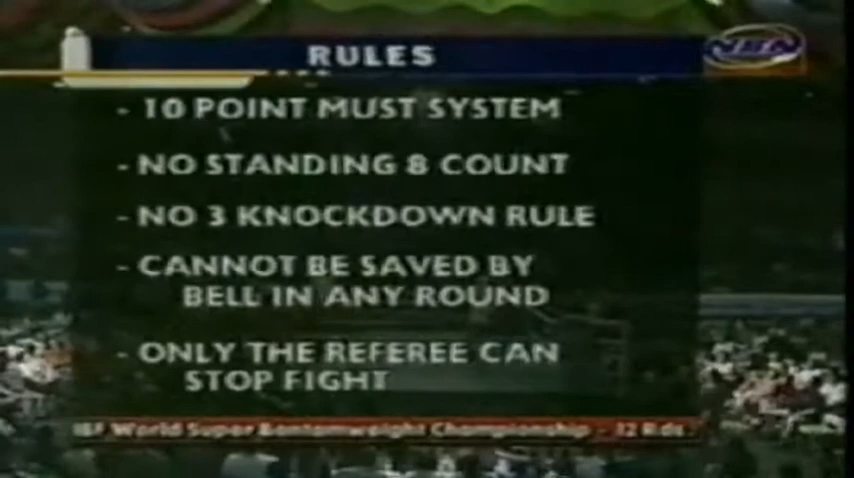 RULES
NBN
- 10 POINT MUST SYSTEM
- NO STANDING 8 COUNT
- NO 3 KNOCKDOWN RULE
- CANNOT BE SAVED BY
BELL IN ANY ROUND
- ONLY THE REFEREE CAN
STOP FIGHT
IBF World Super Bantamweight Championship - 12 Rds.